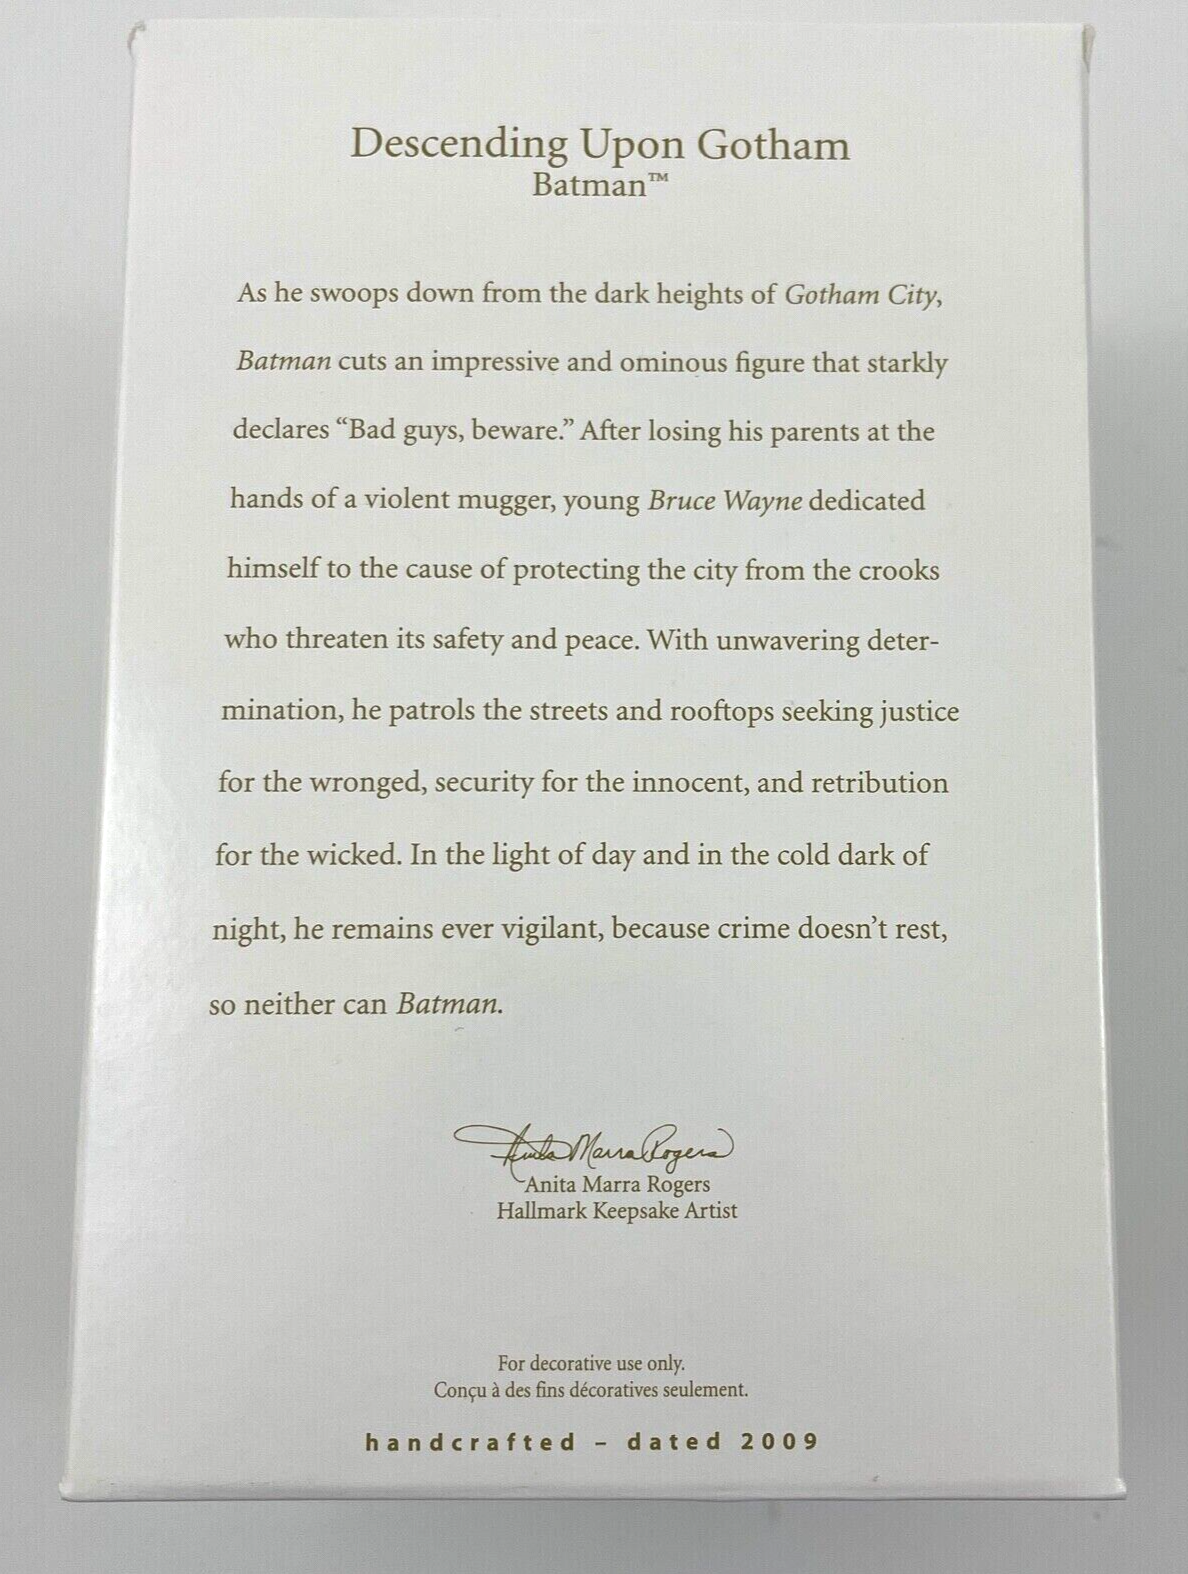 Descending Upon Gotham
Batman™
As he swoops down from the dark heights of Gotham City,
Batman cuts an impressive and ominous figure that starkly
declares “Bad guys, beware.” After losing his parents at the
hands of a violent mugger, young Bruce Wayne dedicated
himself to the cause of protecting the city from the crooks
who threaten its safety and peace. With unwavering deter-
mination, he patrols the streets and rooftops seeking justice
for the wronged, security for the innocent, and retribution
for the wicked. In the light of day and in the cold dark of
night, he remains ever vigilant, because crime doesn’t rest,
so neither can Batman.
Anita Marra Rogers
Anita Marra Rogers
Hallmark Keepsake Artist
For decorative use only.
Conçu à des fins décoratives seulement.
handcrafted – dated 2009